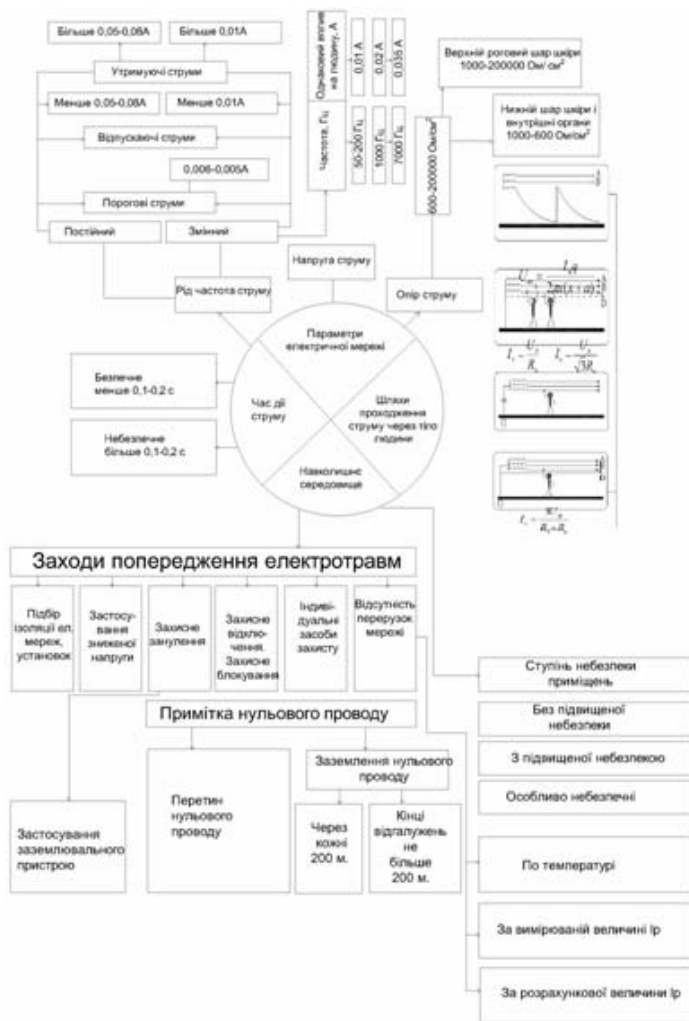 Більше 0,05-0,08А
Більше 0,01А
Утримуючі струми
Менше 0,05-0,08А
Менше 0,01А
Відпускаючі струми
0,006-0,005А
Порогові струми
Постійний
Змінний
Рід частота струму
Однаковий вплив
на людину, А
0,01 А
0,02 А
0,035 А
Частота, Гц
50-200 Гц
1000 Гц
7000 Гц
Напруга струму
600-200000 Ом/см²
Опір струму
Верхній роговий шар шкіри
1000-200000 Ом/ см²
Нижній шар шкіри і
внутрішні органи
1000-600 Ом/см²
Параметри
електричної мережі
Час дії
струму
Шляхи
проходження
струму через тіло
людини
Навколишнє
середовище
Безпечне
менше 0,1-0,2 с
Небезпечне
більше 0,1-0,2 с
Заходи попередження електротравм
Підбір
ізоляції ел.
мереж,
установок
Застосу-
вання
зниженої
напруги
Захисне
занулення
Захисне
відклю-
чення.
Захисне
блокування
Індиві-
дуальні
засоби
захисту
Відсутність
перерузок
мережі
Примітка нульового проводу
Перетин
нульового
проводу
Заземлення нульового
проводу
Через
кожні
200 м.
Кінці
відгалужень
не
більше
200 м.
Застосування
заземлювального
пристрою
Ступінь небезпеки
приміщень
Без підвищеної
небезпеки
З підвищеної небезпекою
Особливо небезпечні
По температурі
За вимірюваній величині Ір
За розрахункової величини Ір